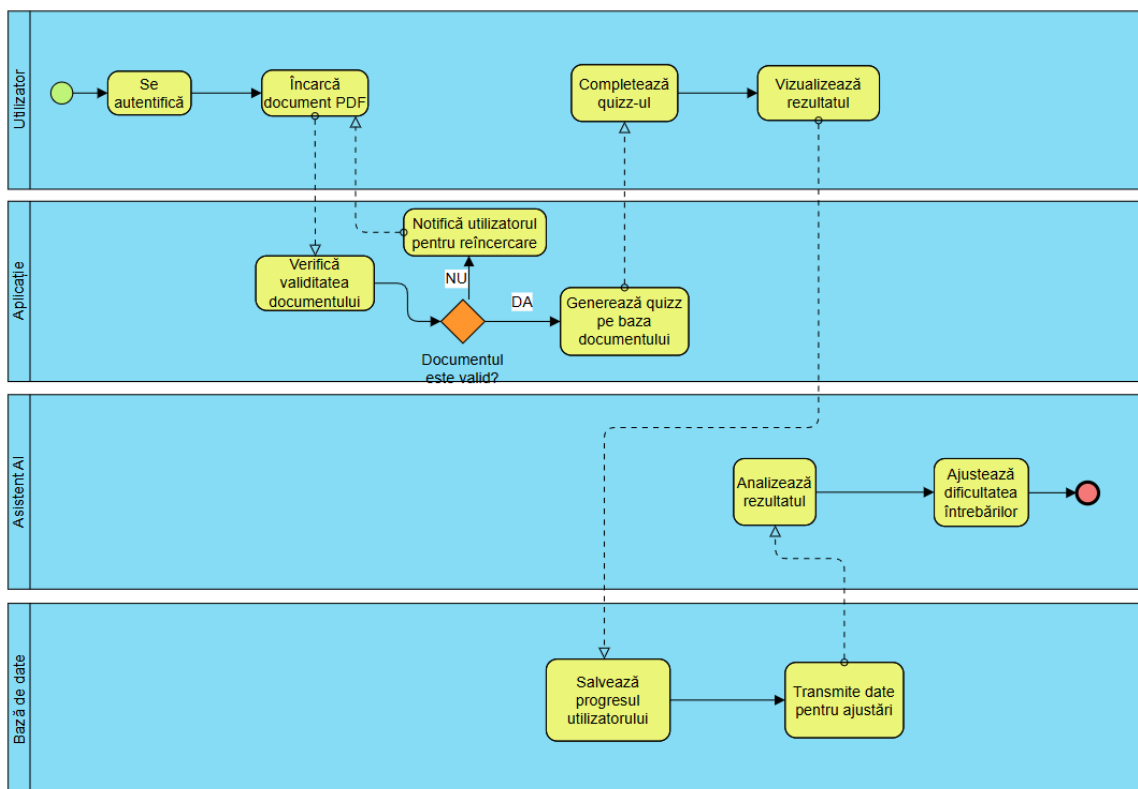 Utilizator
Se
autentifică
Încarcă
document PDF
Completează
quizz-ul
Vizualizează
rezultatul
Aplicație
Notifică utilizatorul
pentru reîncercare
Verifică
validitatea
documentului
NU
DA
Documentul
este valid?
Generează quizz
pe baza
documentului
Asistent AI
Analizează
rezultatul
Ajustează
dificultatea
întrebărilor
Bază de date
Salvează
progresul
utilizatorului
Transmite date
pentru ajustări